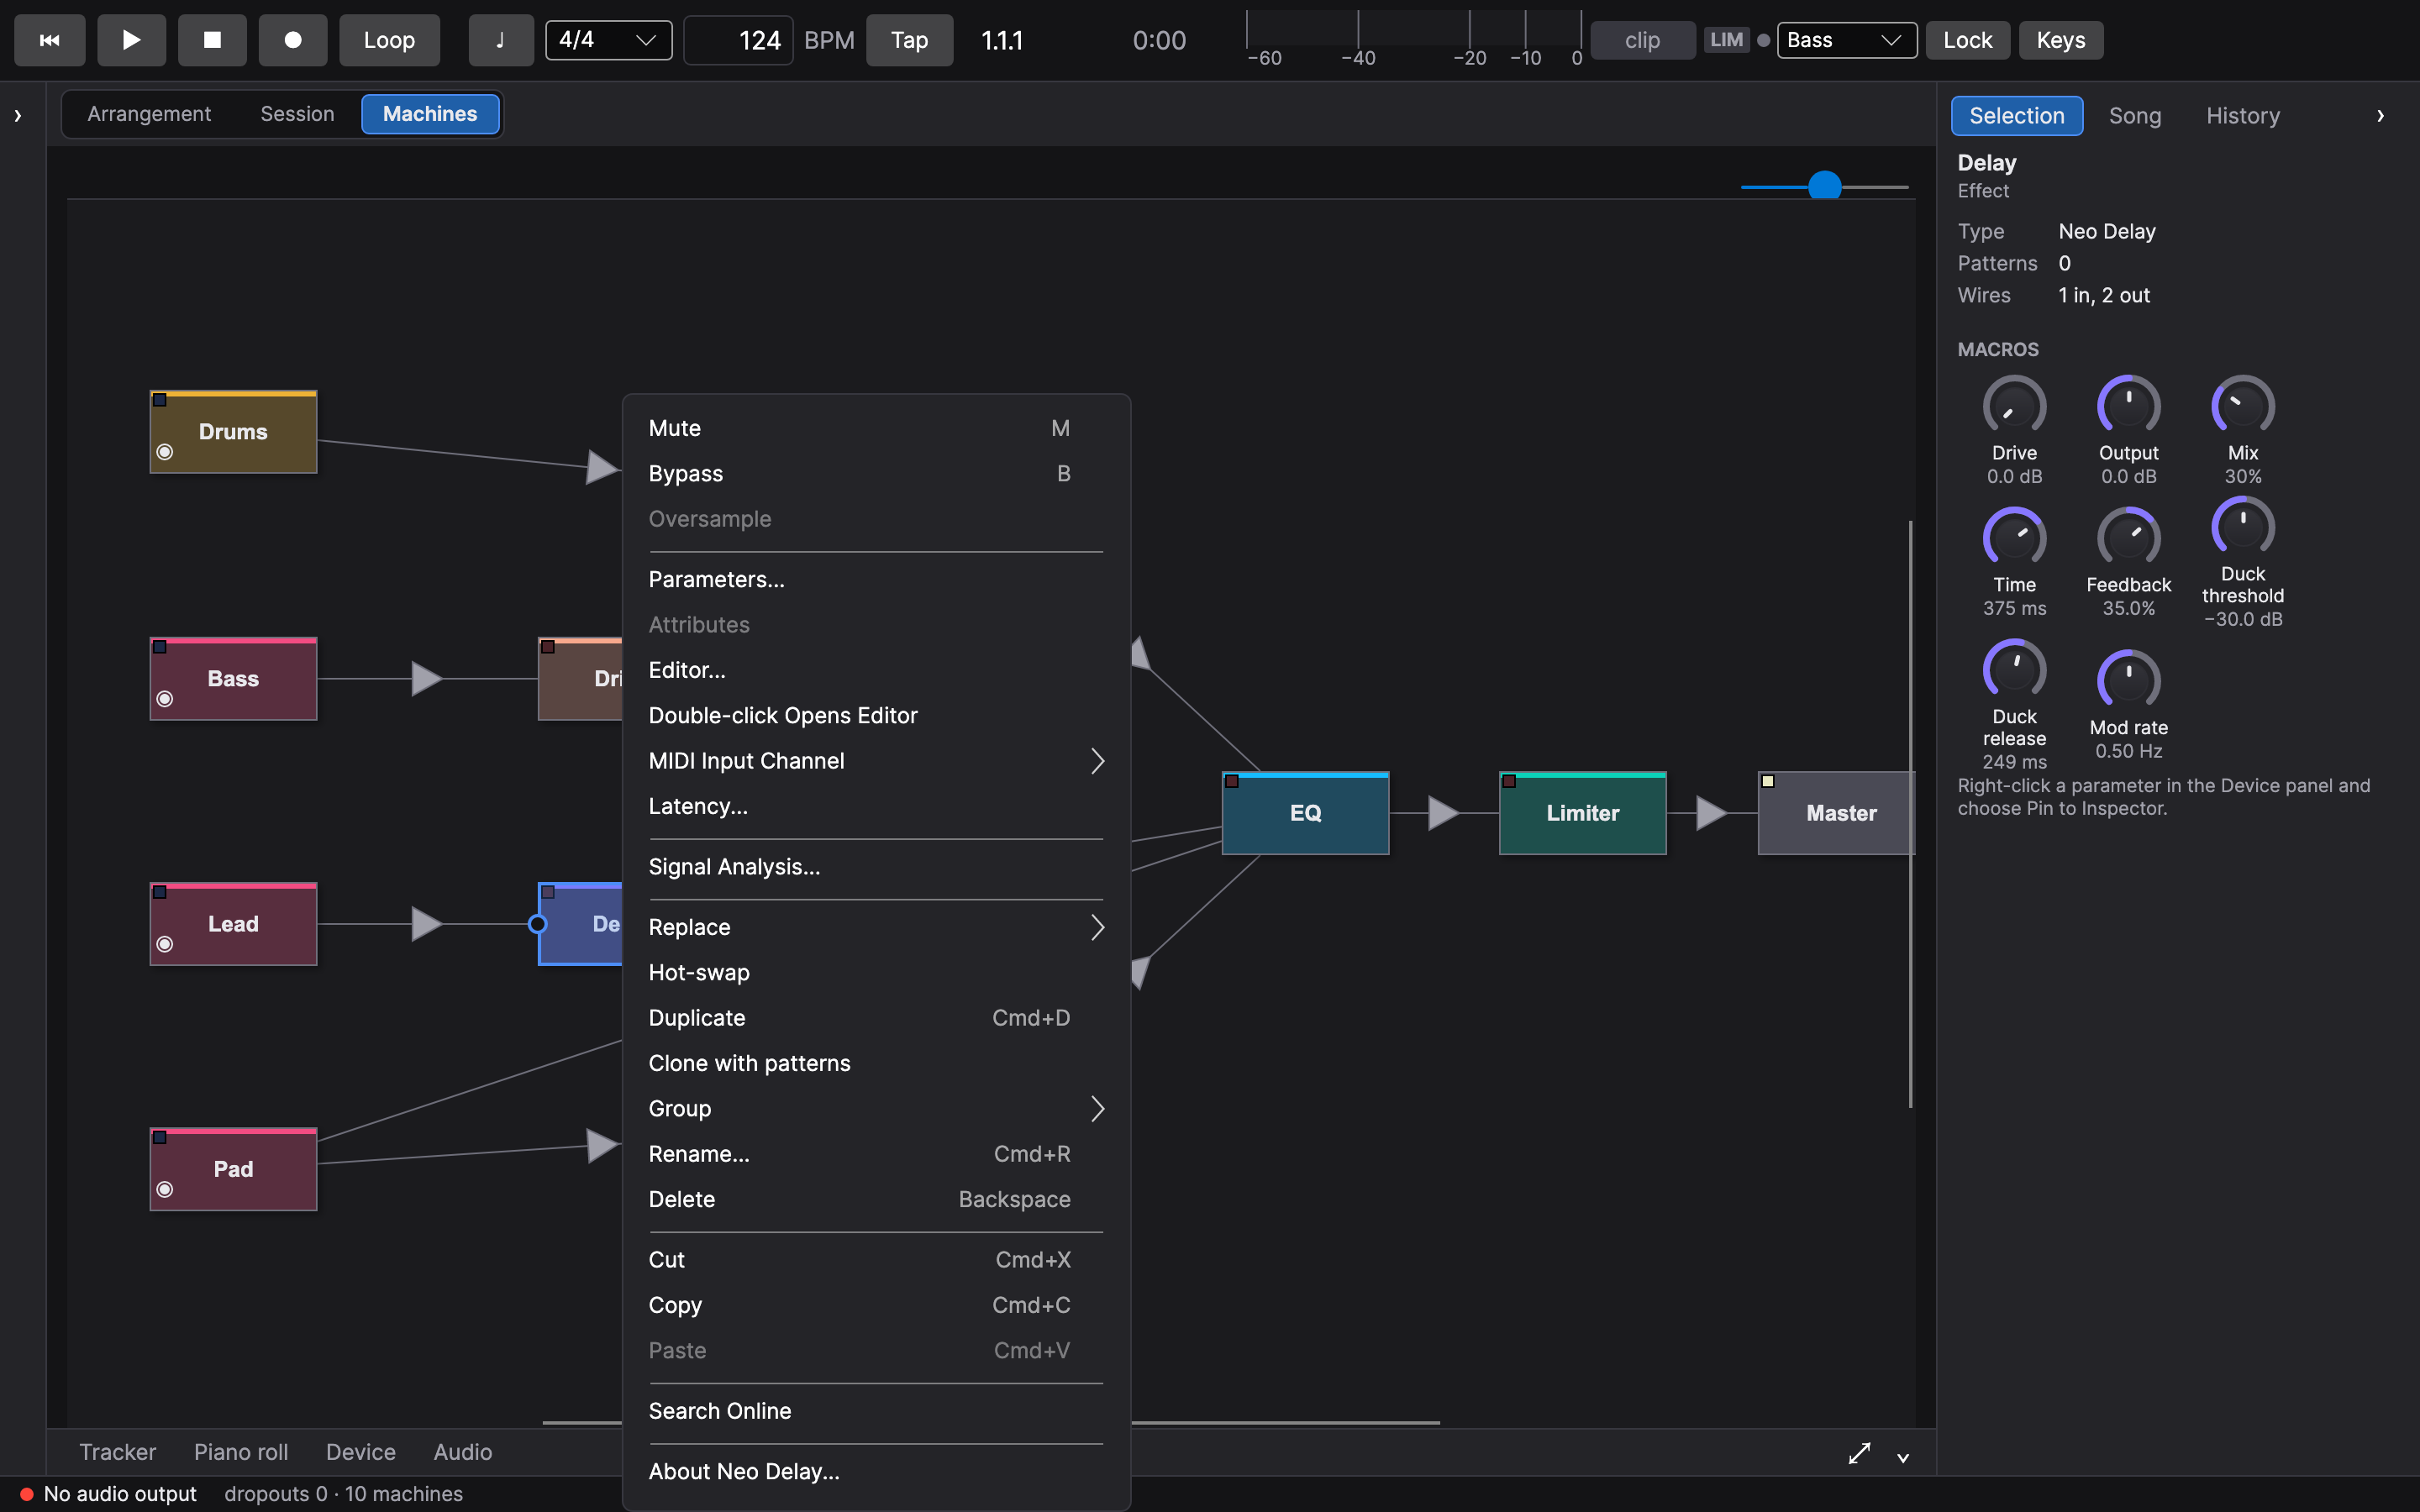 Loop
4/4
124 BPM
Tap
1.1.1
0:00
−60 −40 −20 −10 0
clip
LIM
Bass
Lock
Keys
Arrangement
Session
Machines
Selection
Song
History
Delay
Effect
Type Neo Delay
Patterns 0
Wires 1 in, 2 out
MACROS
Drive
0.0 dB
Output
0.0 dB
Mix
30%
Time
375 ms
Feedback
35.0%
Duck
threshold
−30.0 dB
Duck
release
249 ms
Mod rate
0.50 Hz
Right-click a parameter in the Device panel and
choose Pin to Inspector.
Drums
Bass
Lead
Pad
Dri
De
EQ
Limiter
Master
Mute M
Bypass B
Oversample
Parameters...
Attributes
Editor...
Double-click Opens Editor
MIDI Input Channel
Latency...
Signal Analysis...
Replace
Hot-swap
Duplicate Cmd+D
Clone with patterns
Group
Rename... Cmd+R
Delete Backspace
Cut Cmd+X
Copy Cmd+C
Paste Cmd+V
Search Online
About Neo Delay...
Tracker
Piano roll
Device
Audio
No audio output
dropouts 0 · 10 machines